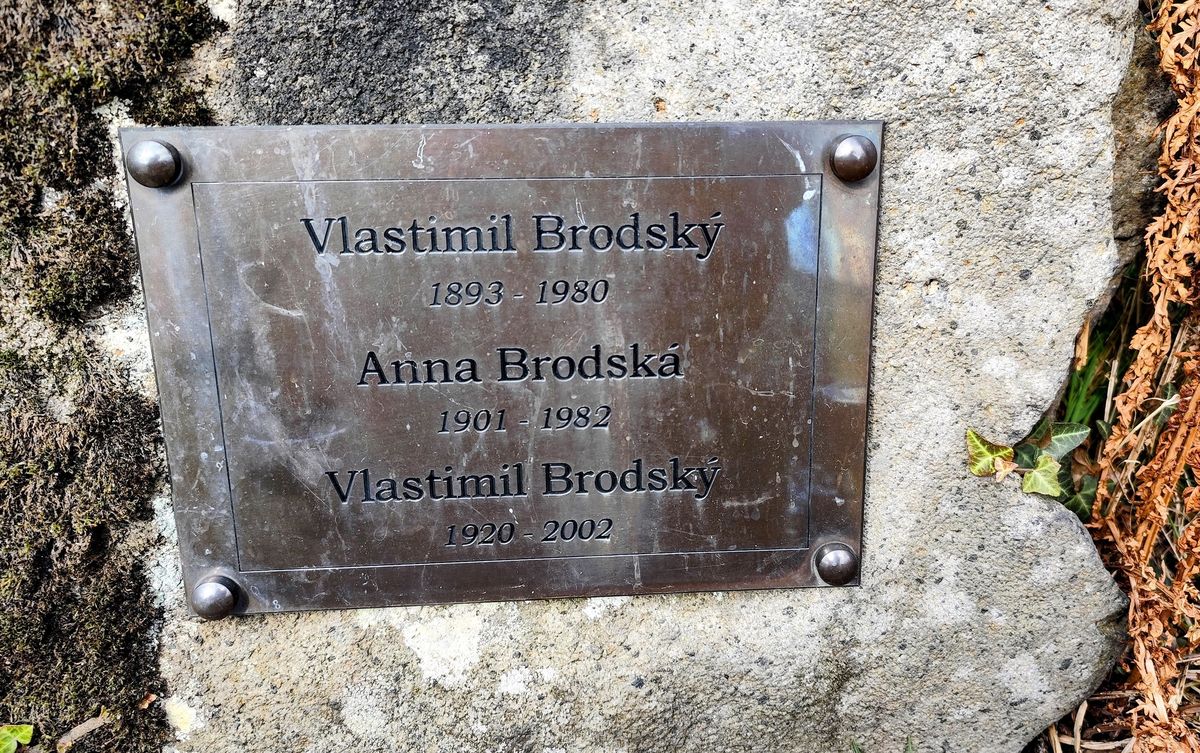 Vlastimil Brodský
1893 - 1980
Anna Brodská
1901 - 1982
Vlastimil Brodský
1920 - 2002